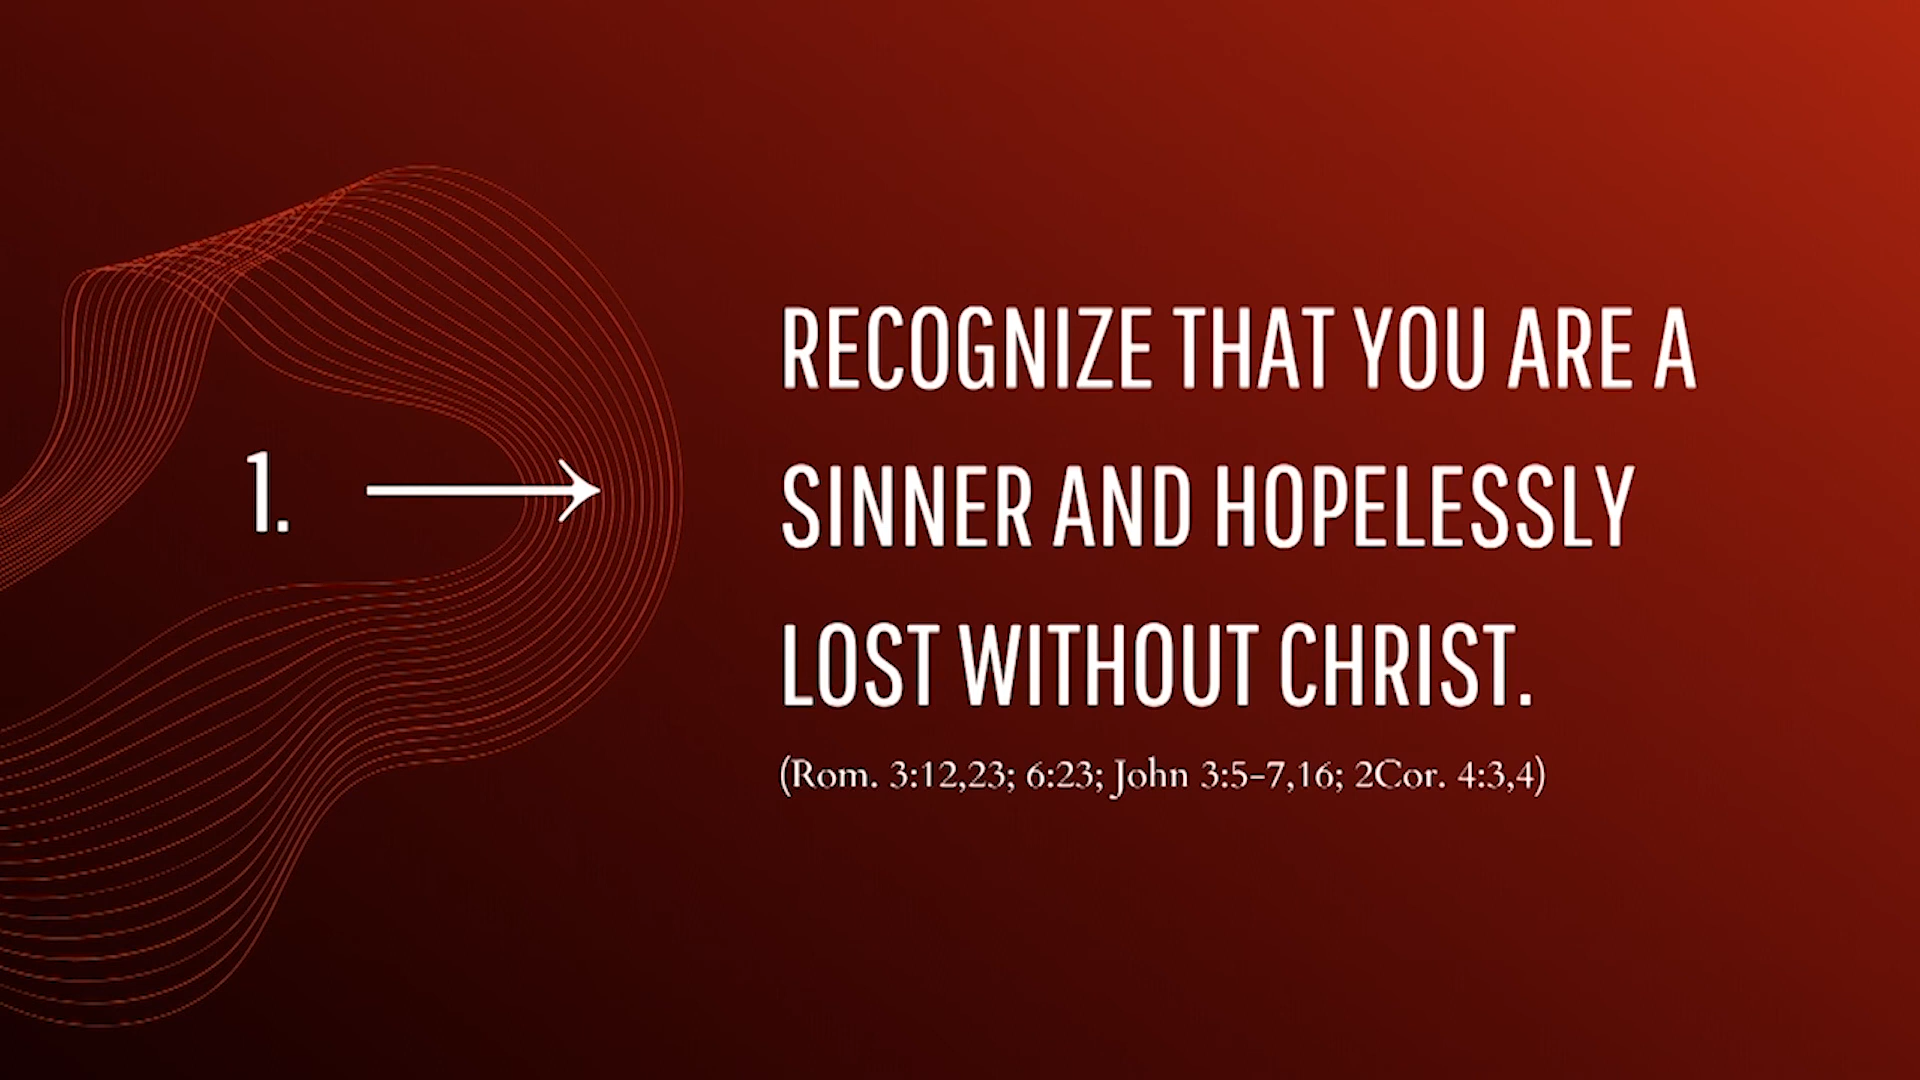 1.
RECOGNIZE THAT YOU ARE A
SINNER AND HOPELESSLY
LOST WITHOUT CHRIST.
(Rom. 3:12,23; 6:23; John 3:5-7,16; 2Cor. 4:3,4)